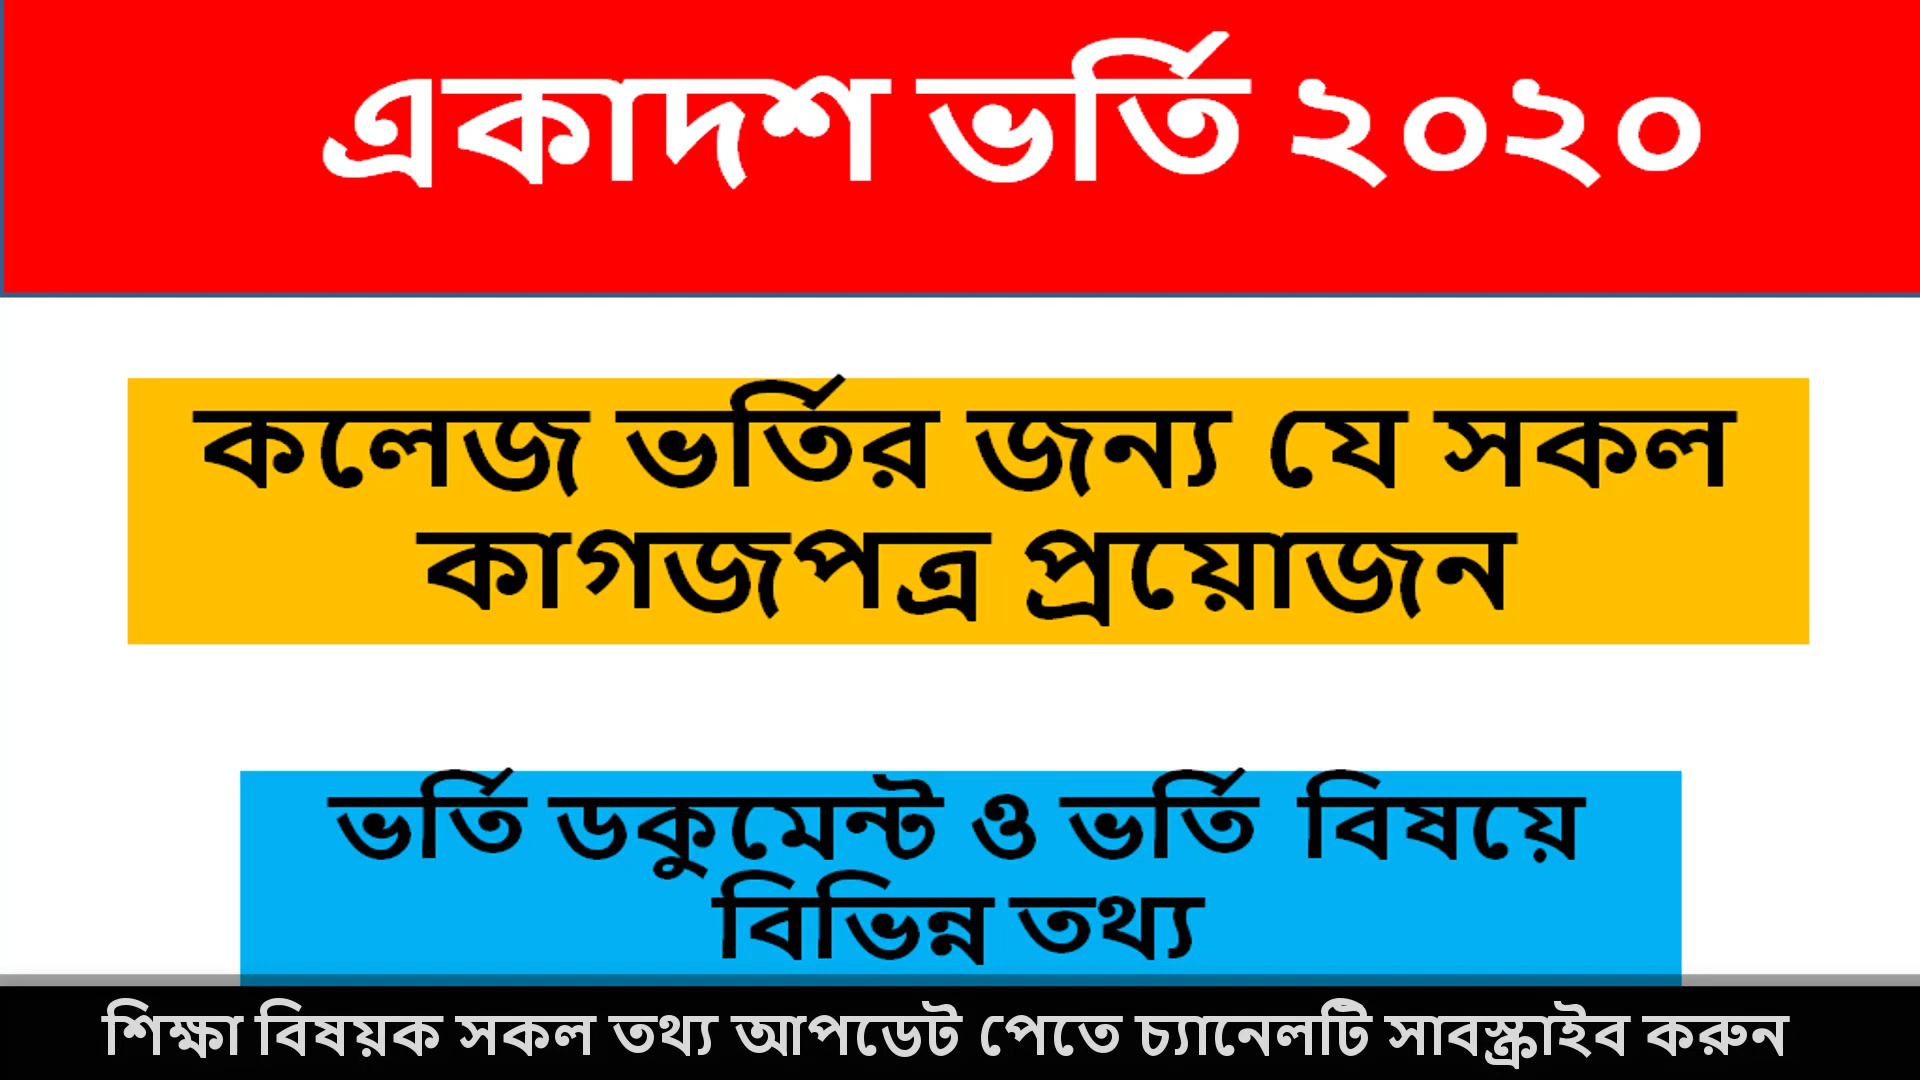 একাদশ ভর্তি ২০২০
কলেজ ভর্তির জন্য যে সকল
কাগজপত্র প্রয়োজন
ভর্তি ডকুমেন্ট ও ভর্তি বিষয়ে
বিভিন্ন তথ্য
শিক্ষা বিষয়ক সকল তথ্য আপডেট পেতে চ্যানেলটি সাবস্ক্রাইব করুন